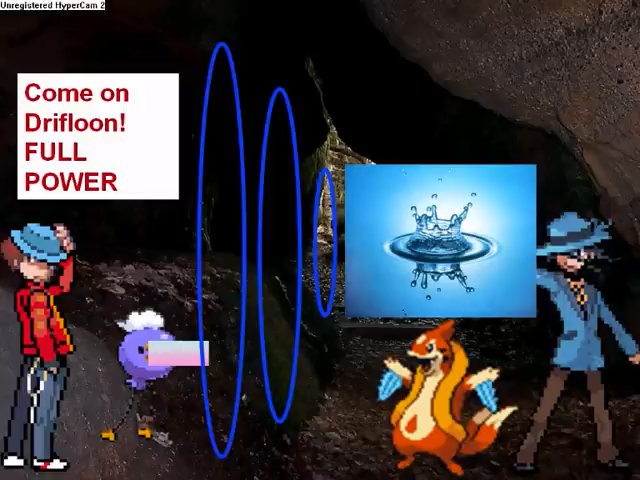 Unregistered HyperCam 2
Come on
Drifloon!
FULL
POWER